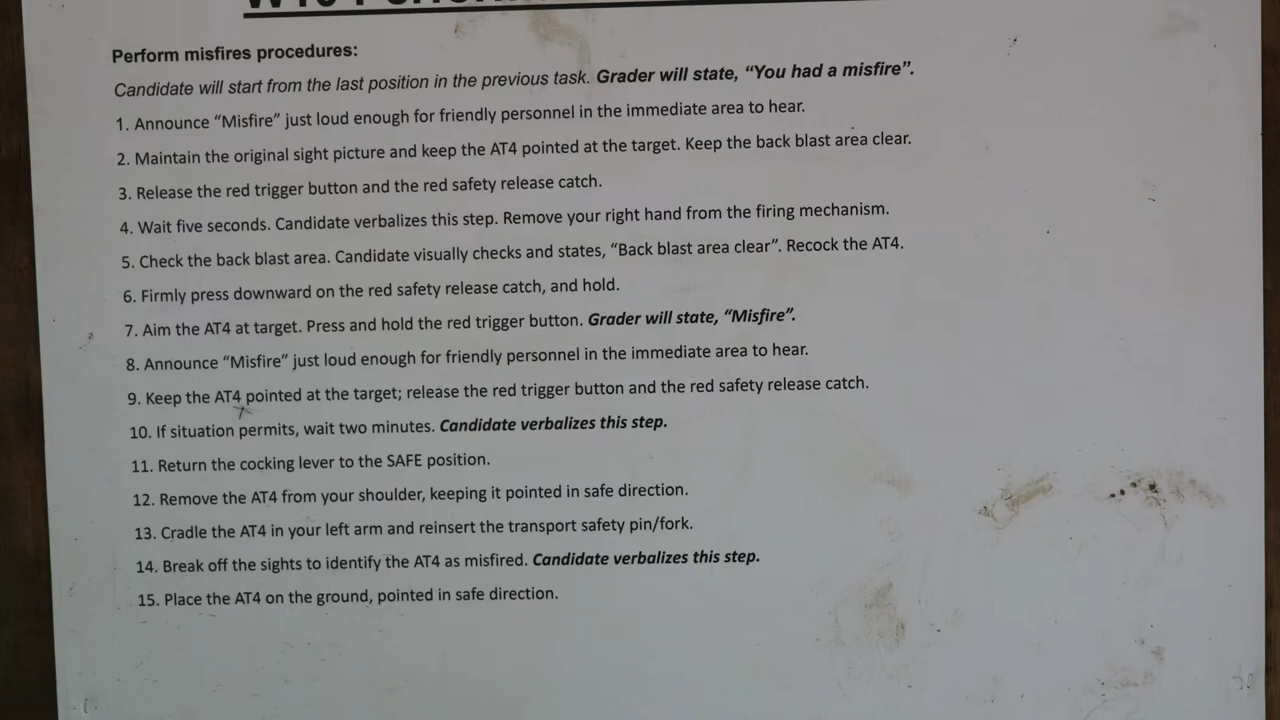 Perform misfires procedures:
Candidate will start from the last position in the previous task. Grader will state, “You had a misfire”.
1. Announce “Misfire” just loud enough for friendly personnel in the immediate area to hear.
2. Maintain the original sight picture and keep the AT4 pointed at the target. Keep the back blast area clear.
3. Release the red trigger button and the red safety release catch.
4. Wait five seconds. Candidate verbalizes this step. Remove your right hand from the firing mechanism.
5. Check the back blast area. Candidate visually checks and states, “Back blast area clear”. Recock the AT4.
6. Firmly press downward on the red safety release catch, and hold.
7. Aim the AT4 at target. Press and hold the red trigger button. Grader will state, “Misfire”.
8. Announce “Misfire” just loud enough for friendly personnel in the immediate area to hear.
9. Keep the AT4 pointed at the target; release the red trigger button and the red safety release catch.
10. If situation permits, wait two minutes. Candidate verbalizes this step.
11. Return the cocking lever to the SAFE position.
12. Remove the AT4 from your shoulder, keeping it pointed in safe direction.
13. Cradle the AT4 in your left arm and reinsert the transport safety pin/fork.
14. Break off the sights to identify the AT4 as misfired. Candidate verbalizes this step.
15. Place the AT4 on the ground, pointed in safe direction.